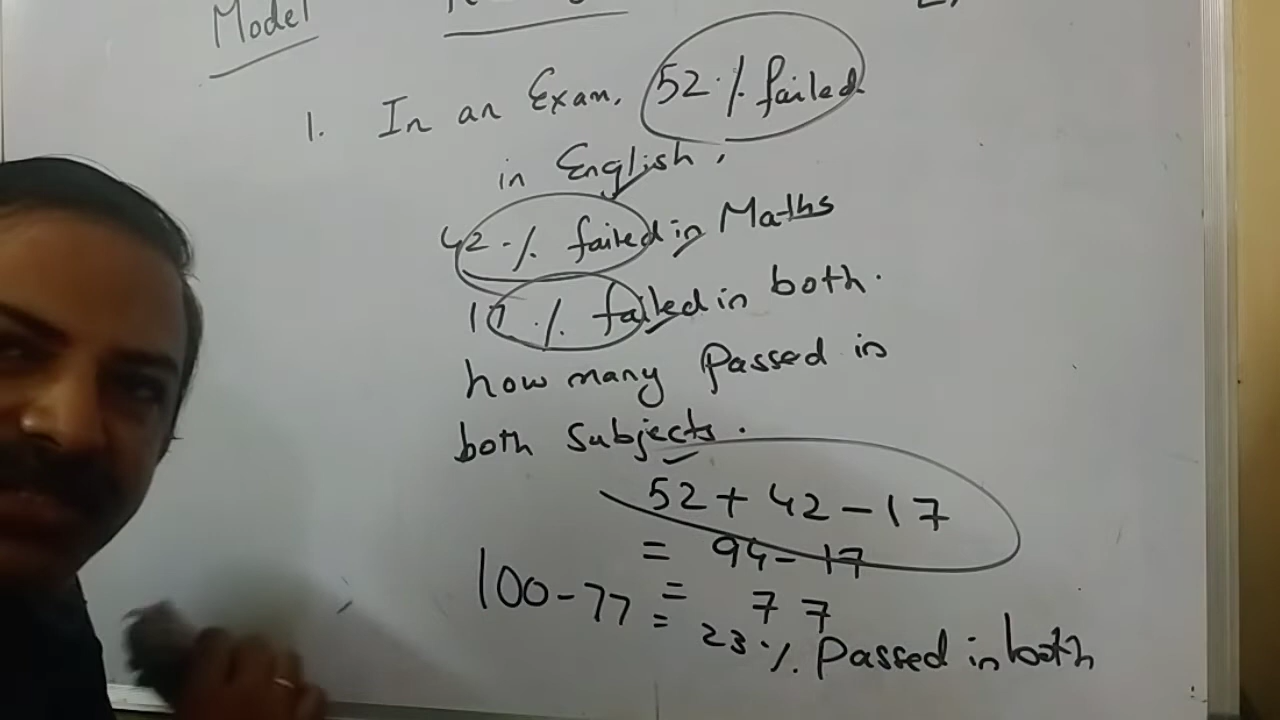 Model
1. In an Exam. 52% failed
in English,
42% failed in Maths
17% failed in both.
how many Passed in
both subjects.
52 + 42 - 17
= 94 - 17
100 - 77 = 77
= 23% Passed in both